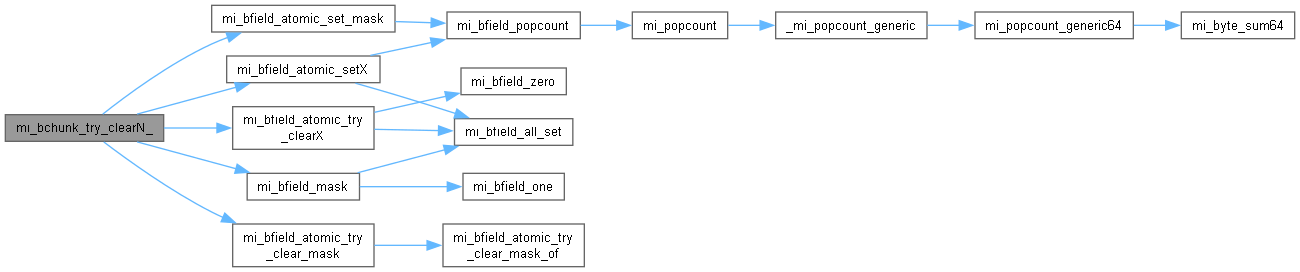 mi_bfield_atomic_set_mask
mi_bfield_popcount
mi_popcount
_mi_popcount_generic
mi_popcount_generic64
mi_byte_sum64
mi_bfield_atomic_setX
mi_bfield_zero
mi_bchunk_try_clearN_
mi_bfield_atomic_try
_clearX
mi_bfield_all_set
mi_bfield_mask
mi_bfield_one
mi_bfield_atomic_try
_clear_mask
mi_bfield_atomic_try
_clear_mask_of